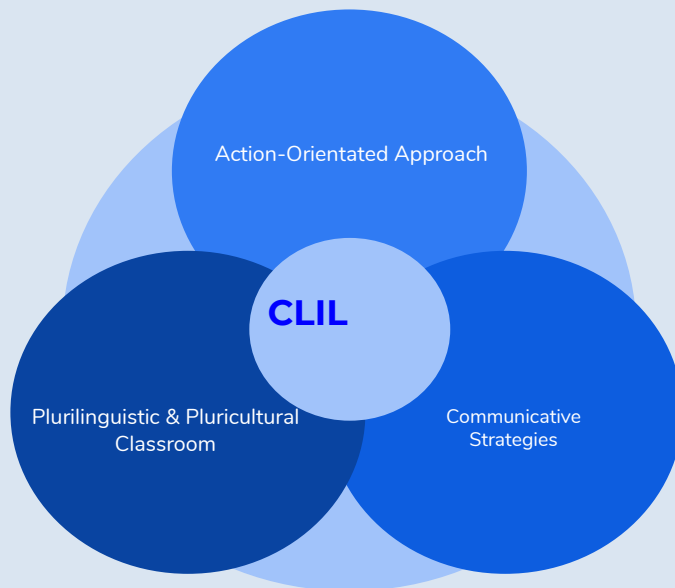 Action-Orientated Approach
CLIL
Plurilinguistic & Pluricultural
Classroom
Communicative
Strategies